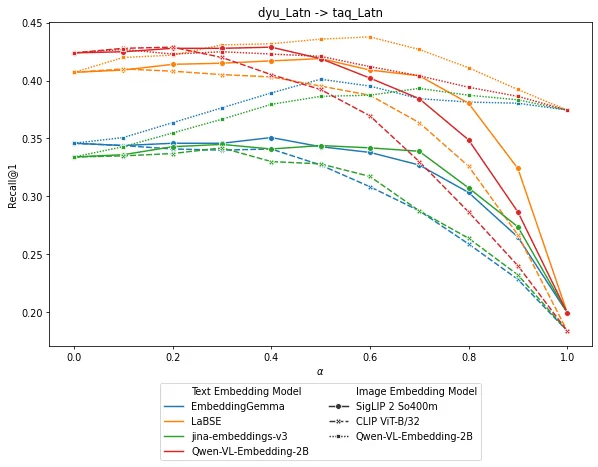 dyu_Latn -> taq_Latn
0.45
0.40
0.35
0.30
0.25
0.20
Recall@1
0.0 0.2 0.4 0.6 0.8 1.0
α
Text Embedding Model Image Embedding Model
EmbeddingGemma SigLIP 2 So400m
LaBSE CLIP ViT-B/32
jina-embeddings-v3 Qwen-VL-Embedding-2B
Qwen-VL-Embedding-2B